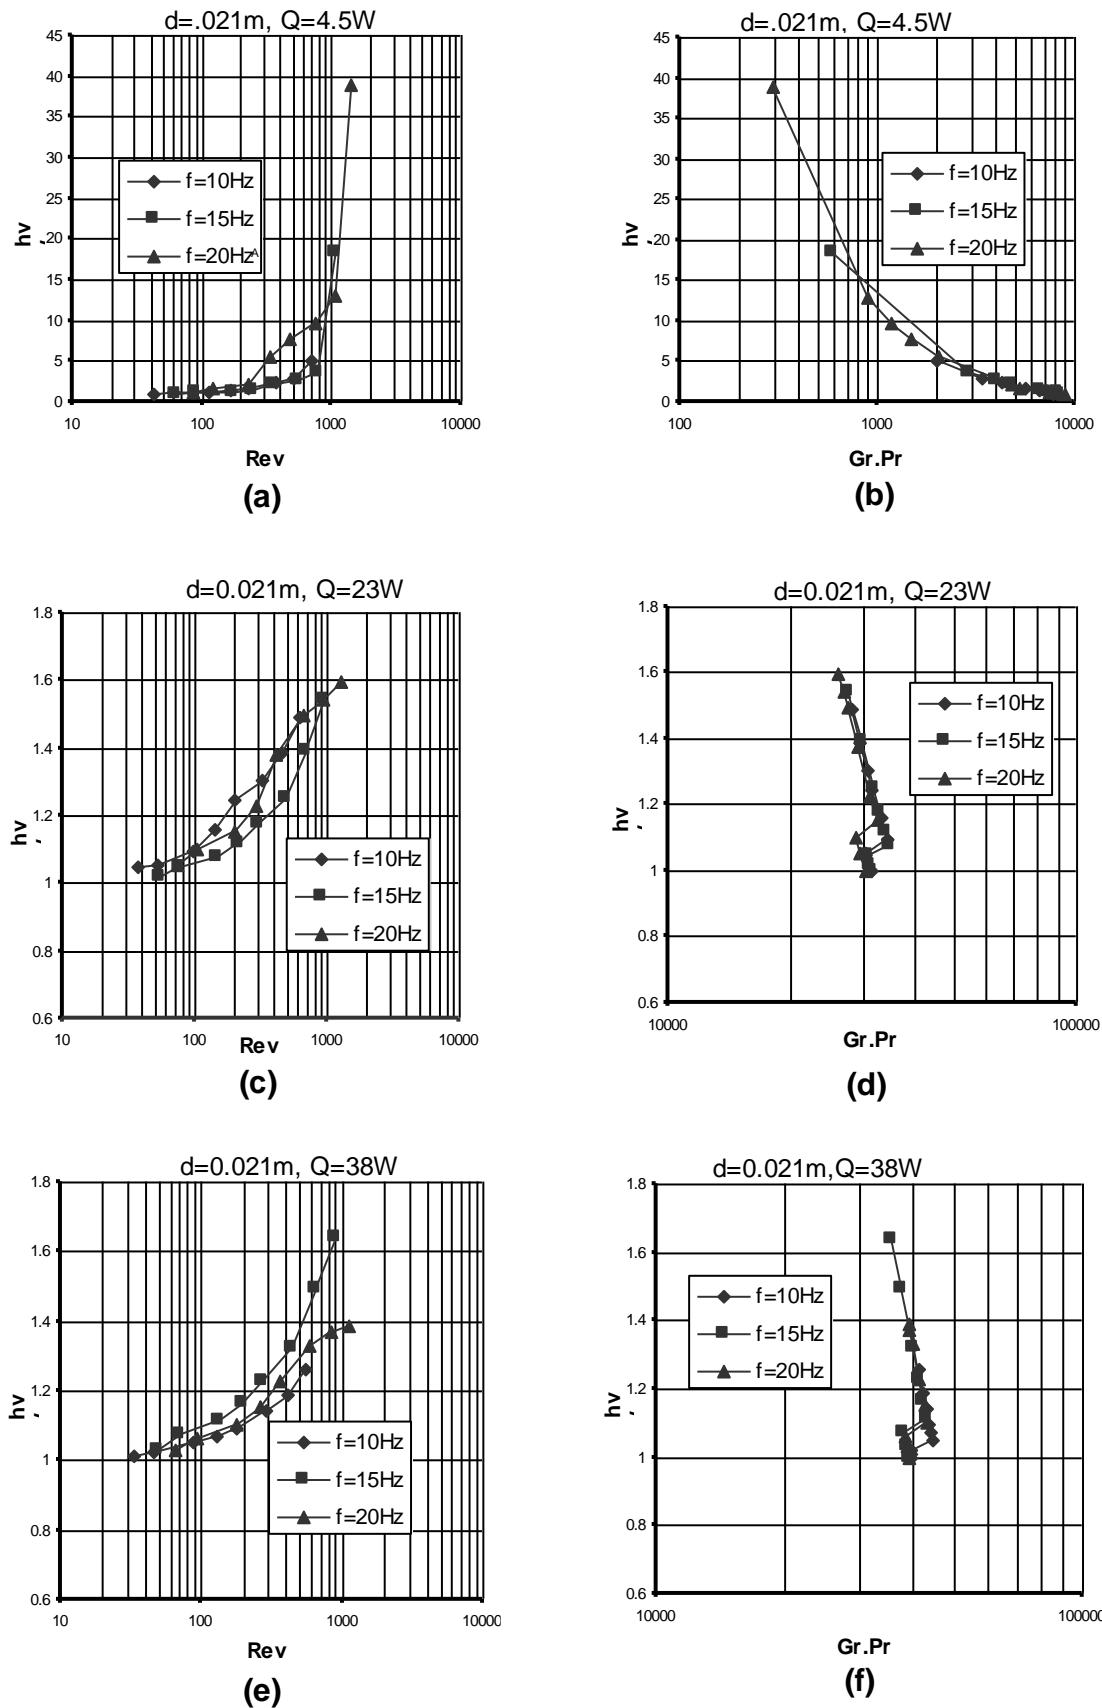 d=.021m, Q=4.5W
45
40
35
30
25
20
15
10
5
0
hv
,
f=10Hz
f=15Hz
f=20Hz
10
100
1000
10000
Rev
(a)
d=.021m, Q=4.5W
45
40
35
30
25
20
15
10
5
0
hv
,
f=10Hz
f=15Hz
f=20Hz
100
1000
10000
Gr.Pr
(b)
d=0.021m, Q=23W
1.8
1.6
1.4
1.2
1
0.8
0.6
hv
,
f=10Hz
f=15Hz
f=20Hz
10
100
1000
10000
Rev
(c)
d=0.021m, Q=23W
1.8
1.6
1.4
1.2
1
0.8
0.6
hv
,
f=10Hz
f=15Hz
f=20Hz
10000
100000
Gr.Pr
(d)
d=0.021m, Q=38W
1.8
1.6
1.4
1.2
1
0.8
0.6
hv
,
f=10Hz
f=15Hz
f=20Hz
10
100
1000
10000
Rev
(e)
d=0.021m,Q=38W
1.8
1.6
1.4
1.2
1
0.8
0.6
hv
,
f=10Hz
f=15Hz
f=20Hz
10000
100000
Gr.Pr
(f)